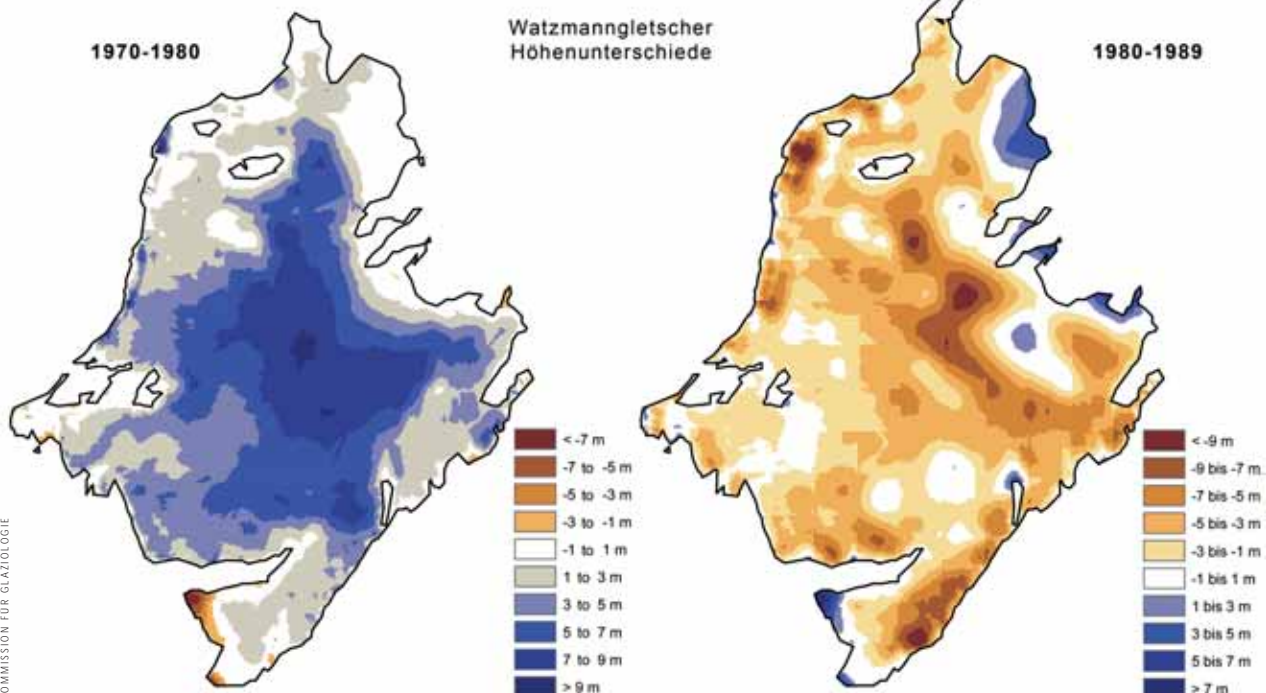 Watzmanngletscher
Höhenunterschiede
1970-1980
1980-1989
< -7 m
-7 to -5 m
-5 to -3 m
-3 to -1 m
-1 to 1 m
1 to 3 m
3 to 5 m
5 to 7 m
7 to 9 m
> 9 m
< -9 m
-9 bis -7 m
-7 bis -5 m
-5 bis -3 m
-3 bis -1 m
-1 bis 1 m
1 bis 3 m
3 bis 5 m
5 bis 7 m
> 7 m
OMMISSION FÜR GLAZIOLOGIE